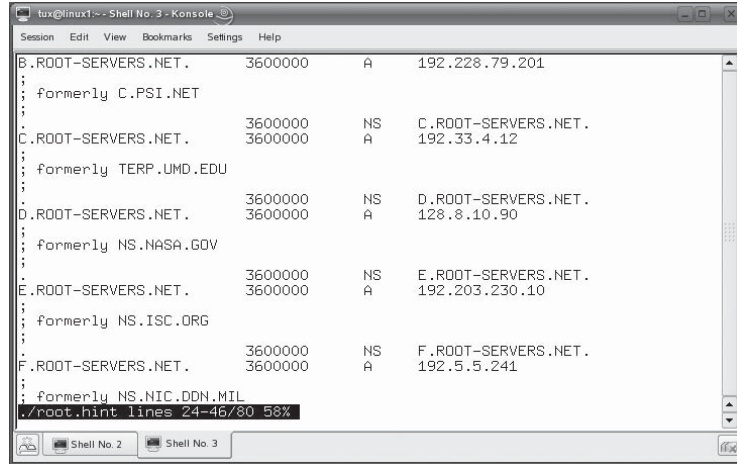 tux@linux1:~ - Shell No. 3 - Konsole
Session Edit View Bookmarks Settings Help
B.ROOT-SERVERS.NET. 3600000 A 192.228.79.201
;
; formerly C.PSI.NET
;
. 3600000 NS C.ROOT-SERVERS.NET.
C.ROOT-SERVERS.NET. 3600000 A 192.33.4.12
;
; formerly TERP.UMD.EDU
;
. 3600000 NS D.ROOT-SERVERS.NET.
D.ROOT-SERVERS.NET. 3600000 A 128.8.10.90
;
; formerly NS.NASA.GOV
;
. 3600000 NS E.ROOT-SERVERS.NET.
E.ROOT-SERVERS.NET. 3600000 A 192.203.230.10
;
; formerly NS.ISC.ORG
;
. 3600000 NS F.ROOT-SERVERS.NET.
F.ROOT-SERVERS.NET. 3600000 A 192.5.5.241
;
; formerly NS.NIC.DDN.MIL
./root.hint lines 24-46/80 58%
Shell No. 2 Shell No. 3